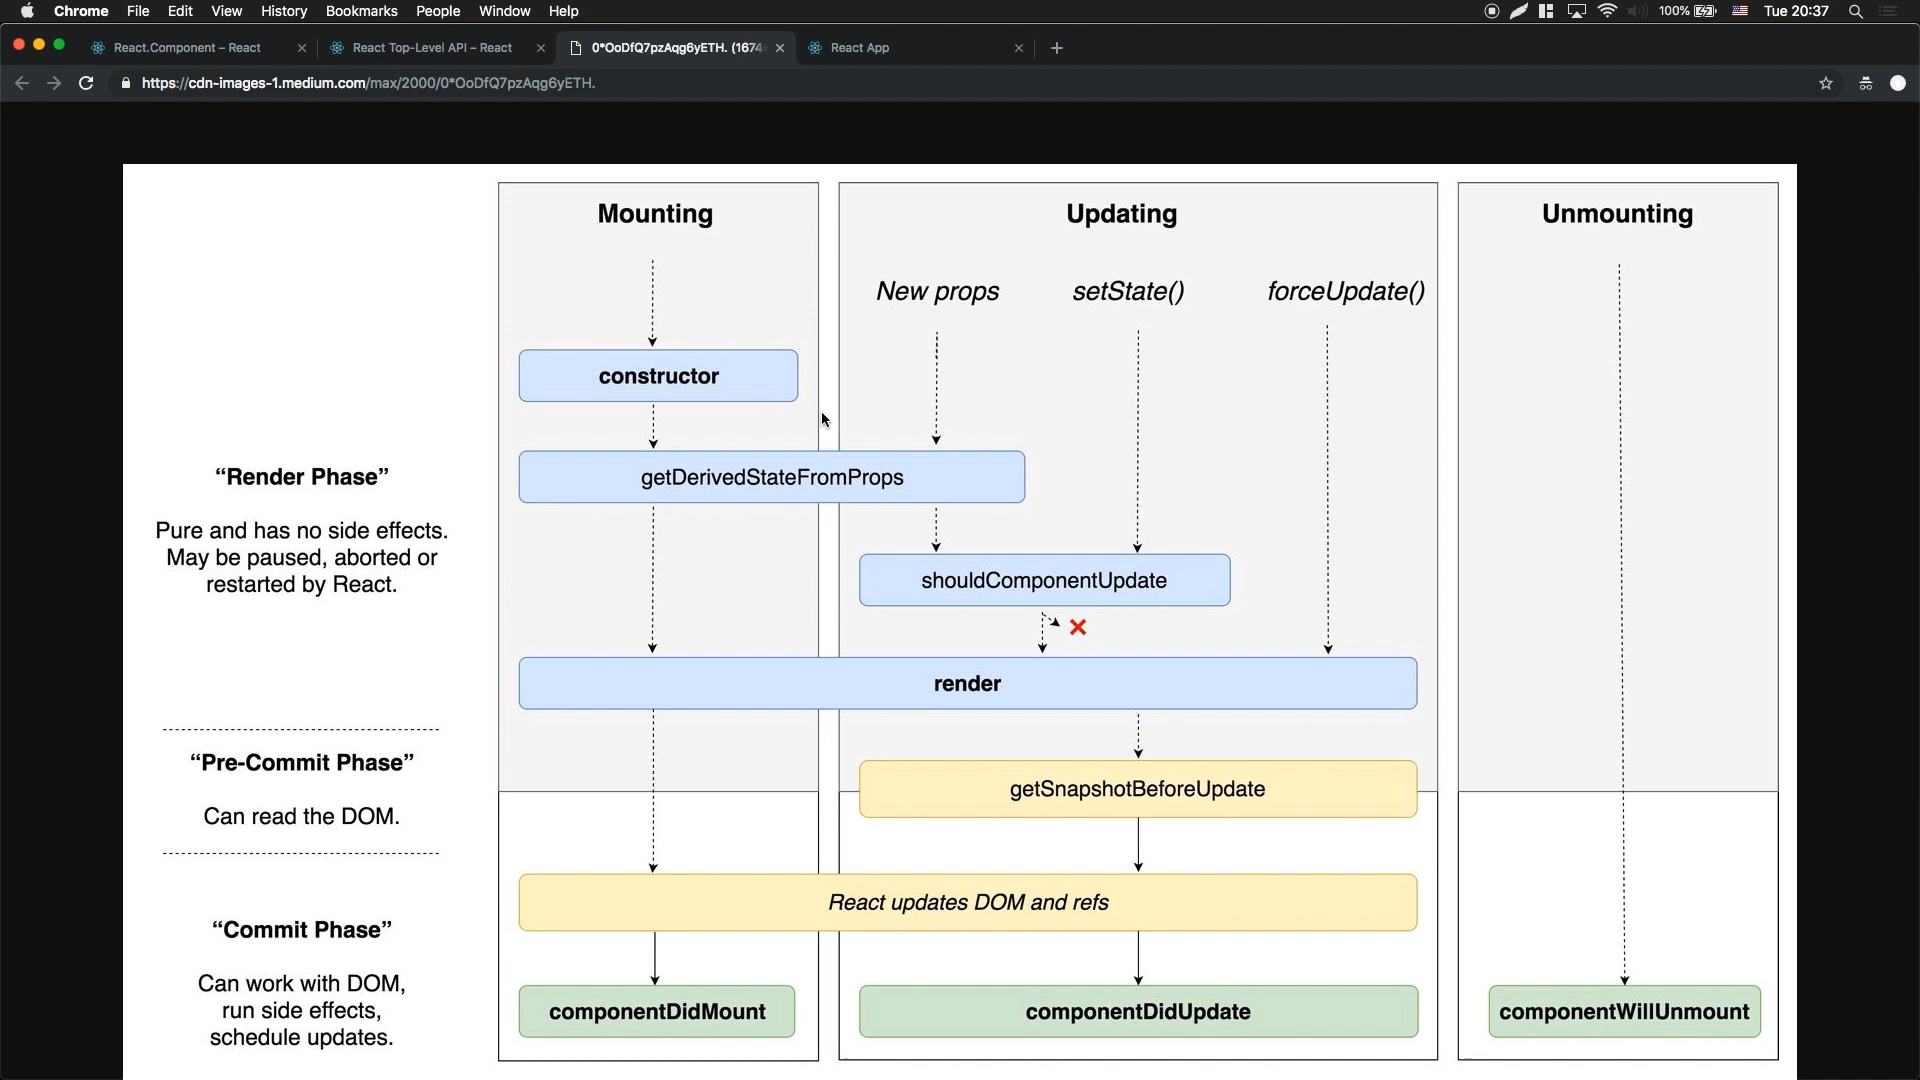 Chrome File Edit View History Bookmarks People Window Help 100% Tue 20:37
React.Component – React React Top-Level API – React 0*OoDfQ7pzAqg6yETH. (1674 React App
https://cdn-images-1.medium.com/max/2000/0*OoDfQ7pzAqg6yETH.
Mounting
Updating
Unmounting
New props setState() forceUpdate()
constructor
getDerivedStateFromProps
shouldComponentUpdate
render
getSnapshotBeforeUpdate
React updates DOM and refs
componentDidMount
componentDidUpdate
componentWillUnmount
“Render Phase”
Pure and has no side effects.
May be paused, aborted or
restarted by React.
“Pre-Commit Phase”
Can read the DOM.
“Commit Phase”
Can work with DOM,
run side effects,
schedule updates.